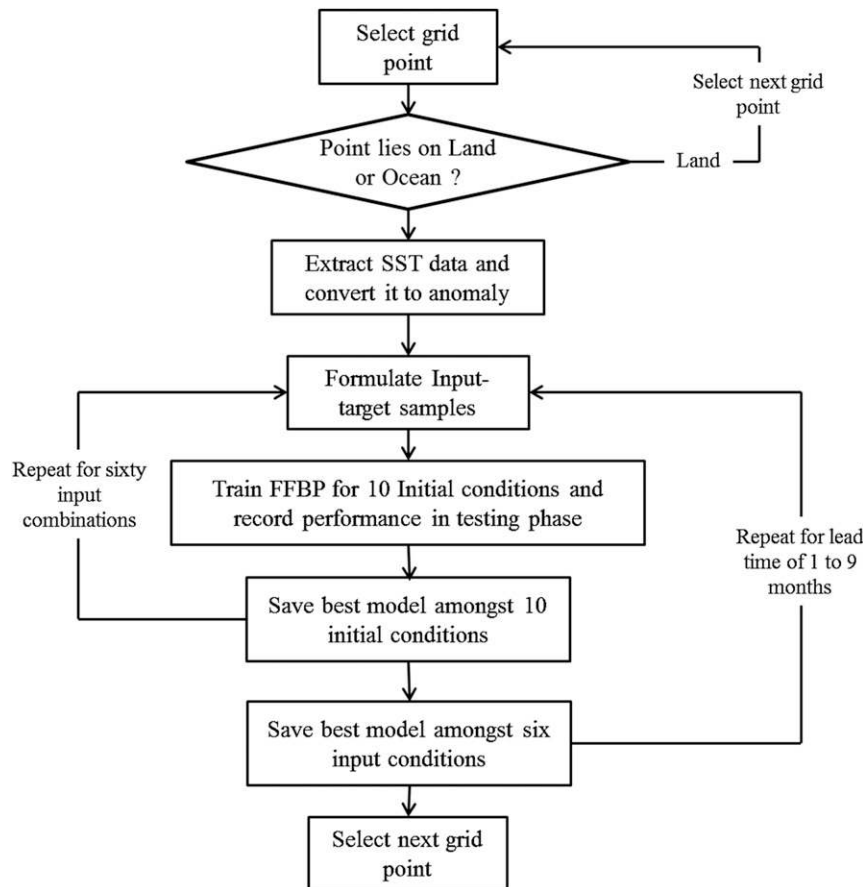 Select grid
point
Select next grid
point
Point lies on Land
or Ocean ?
Land
Extract SST data and
convert it to anomaly
Formulate Input-
target samples
Repeat for sixty
input
combinations
Train FFBP for 10 Initial conditions and
record performance in testing phase
Repeat for lead
time of 1 to 9
months
Save best model amongst 10
initial conditions
Save best model amongst six
input conditions
Select next grid
point